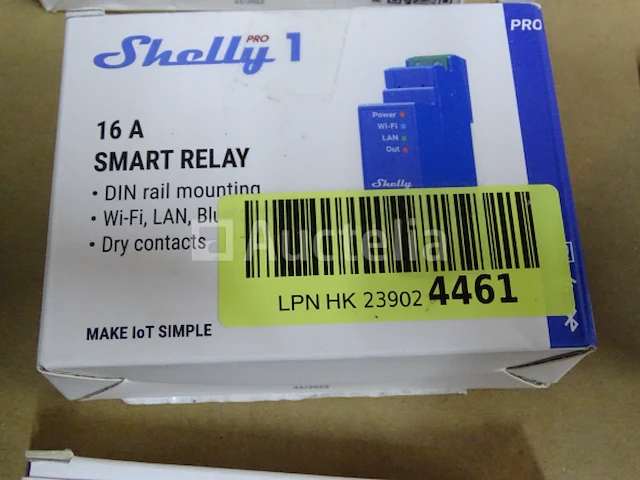 Shelly PRO 1
PRO
16 A
SMART RELAY
• DIN rail mounting
• Wi-Fi, LAN, Blu
• Dry contacts
Power
Wi-Fi
LAN
Out
Shelly
Auctelia
LPN HK 23902 4461
MAKE IoT SIMPLE